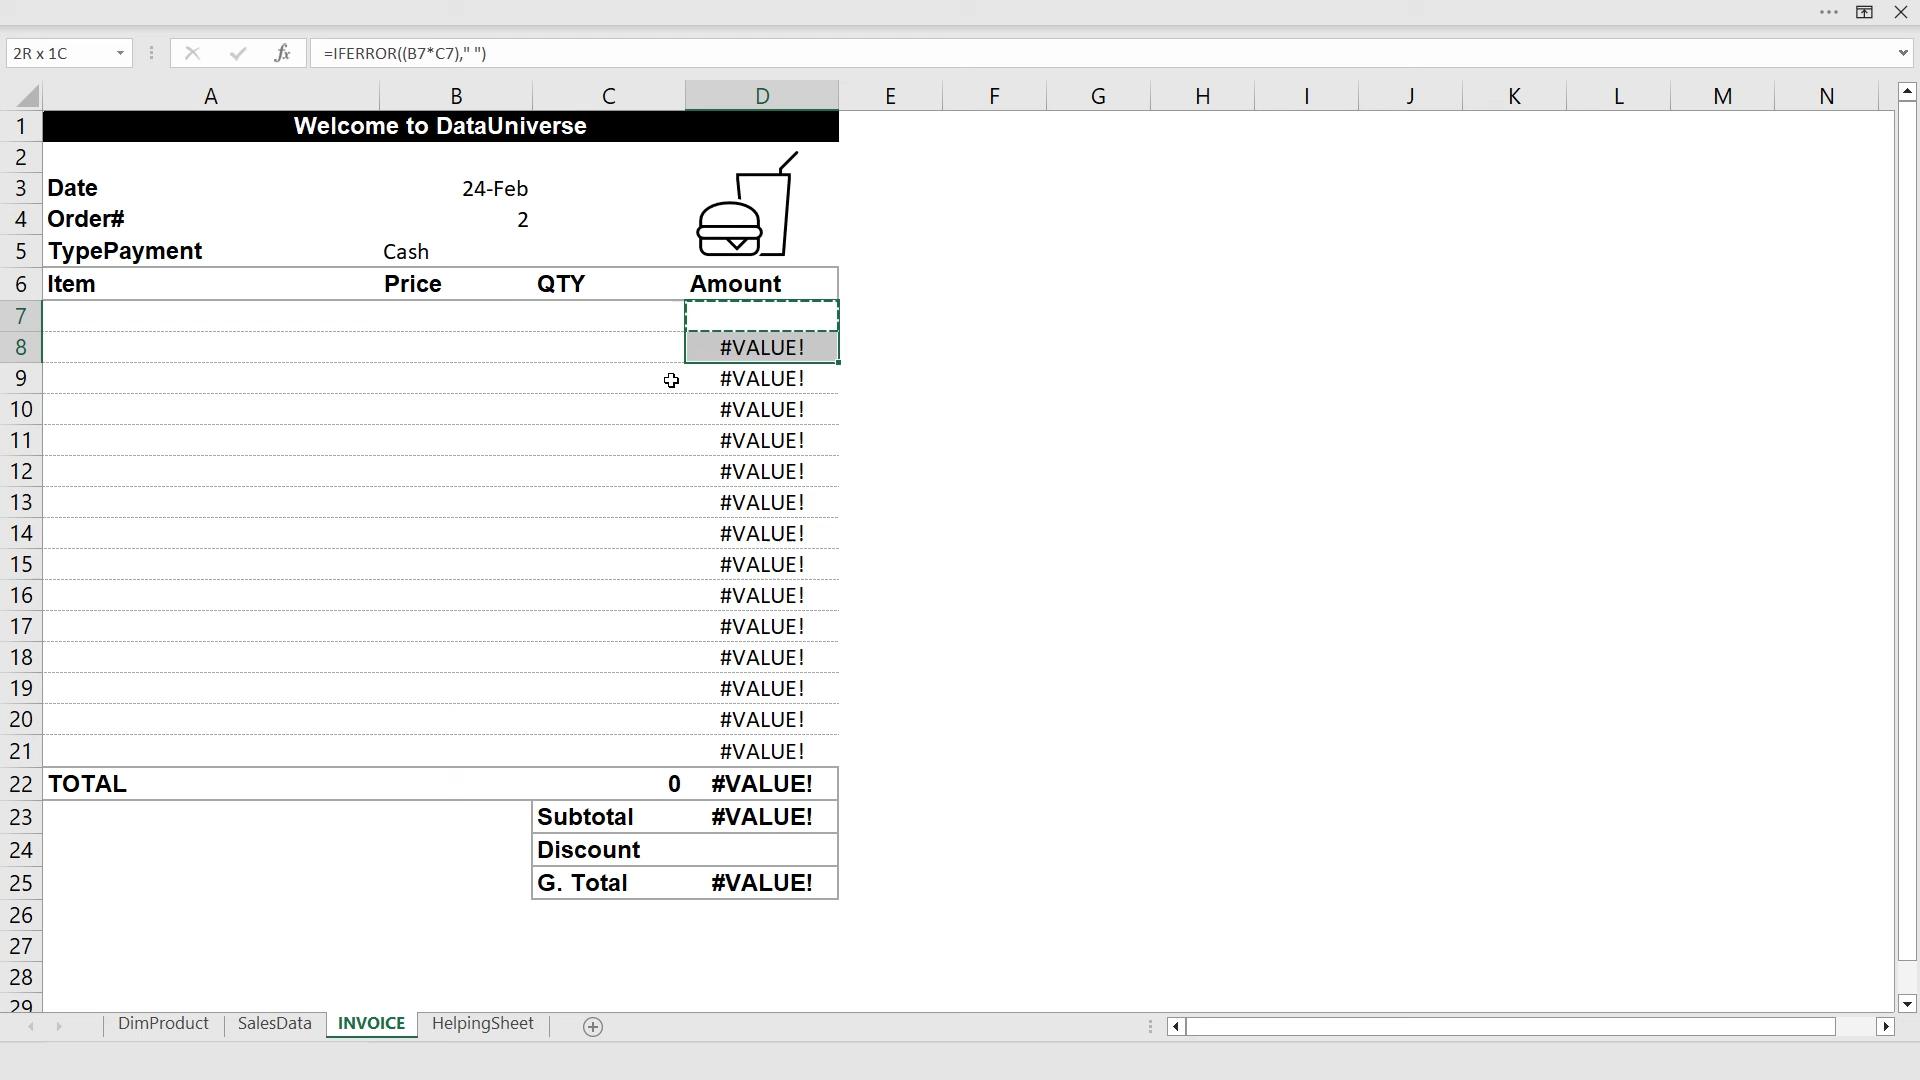 2R x 1C
fx
=IFERROR((B7*C7)," ")
A B C D E F G H I J K L M N
1 Welcome to DataUniverse
2
3 Date 24-Feb
4 Order# 2
5 TypePayment Cash
6 Item Price QTY Amount
7
8 #VALUE!
9 #VALUE!
10 #VALUE!
11 #VALUE!
12 #VALUE!
13 #VALUE!
14 #VALUE!
15 #VALUE!
16 #VALUE!
17 #VALUE!
18 #VALUE!
19 #VALUE!
20 #VALUE!
21 #VALUE!
22 TOTAL 0 #VALUE!
23 Subtotal #VALUE!
24 Discount
25 G. Total #VALUE!
26
27
28
29
DimProduct SalesData INVOICE HelpingSheet